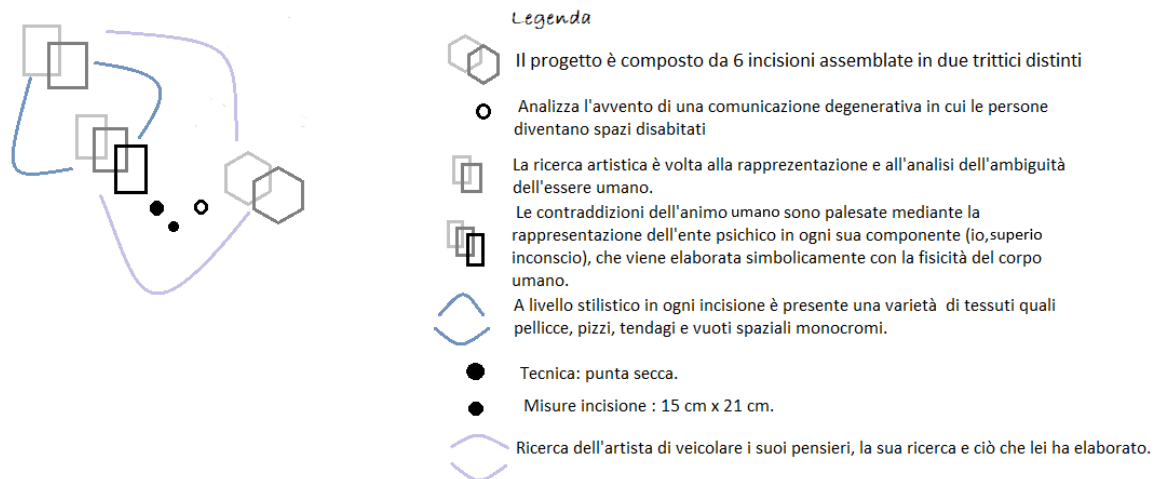 Legenda
Il progetto è composto da 6 incisioni assemblate in due trittici distinti
Analizza l'avvento di una comunicazione degenerativa in cui le persone
diventano spazi disabitati
La ricerca artistica è volta alla rapprezentazione e all'analisi dell'ambiguità
dell'essere umano.
Le contraddizioni dell'animo umano sono palesate mediante la
rappresentazione dell'ente psichico in ogni sua componente (io,superio
inconscio), che viene elaborata simbolicamente con la fisicità del corpo
umano.
A livello stilistico in ogni incisione è presente una varietà di tessuti quali
pellicce, pizzi, tendagi e vuoti spaziali monocromi.
Tecnica: punta secca.
Misure incisione : 15 cm x 21 cm.
Ricerca dell'artista di veicolare i suoi pensieri, la sua ricerca e ciò che lei ha elaborato.